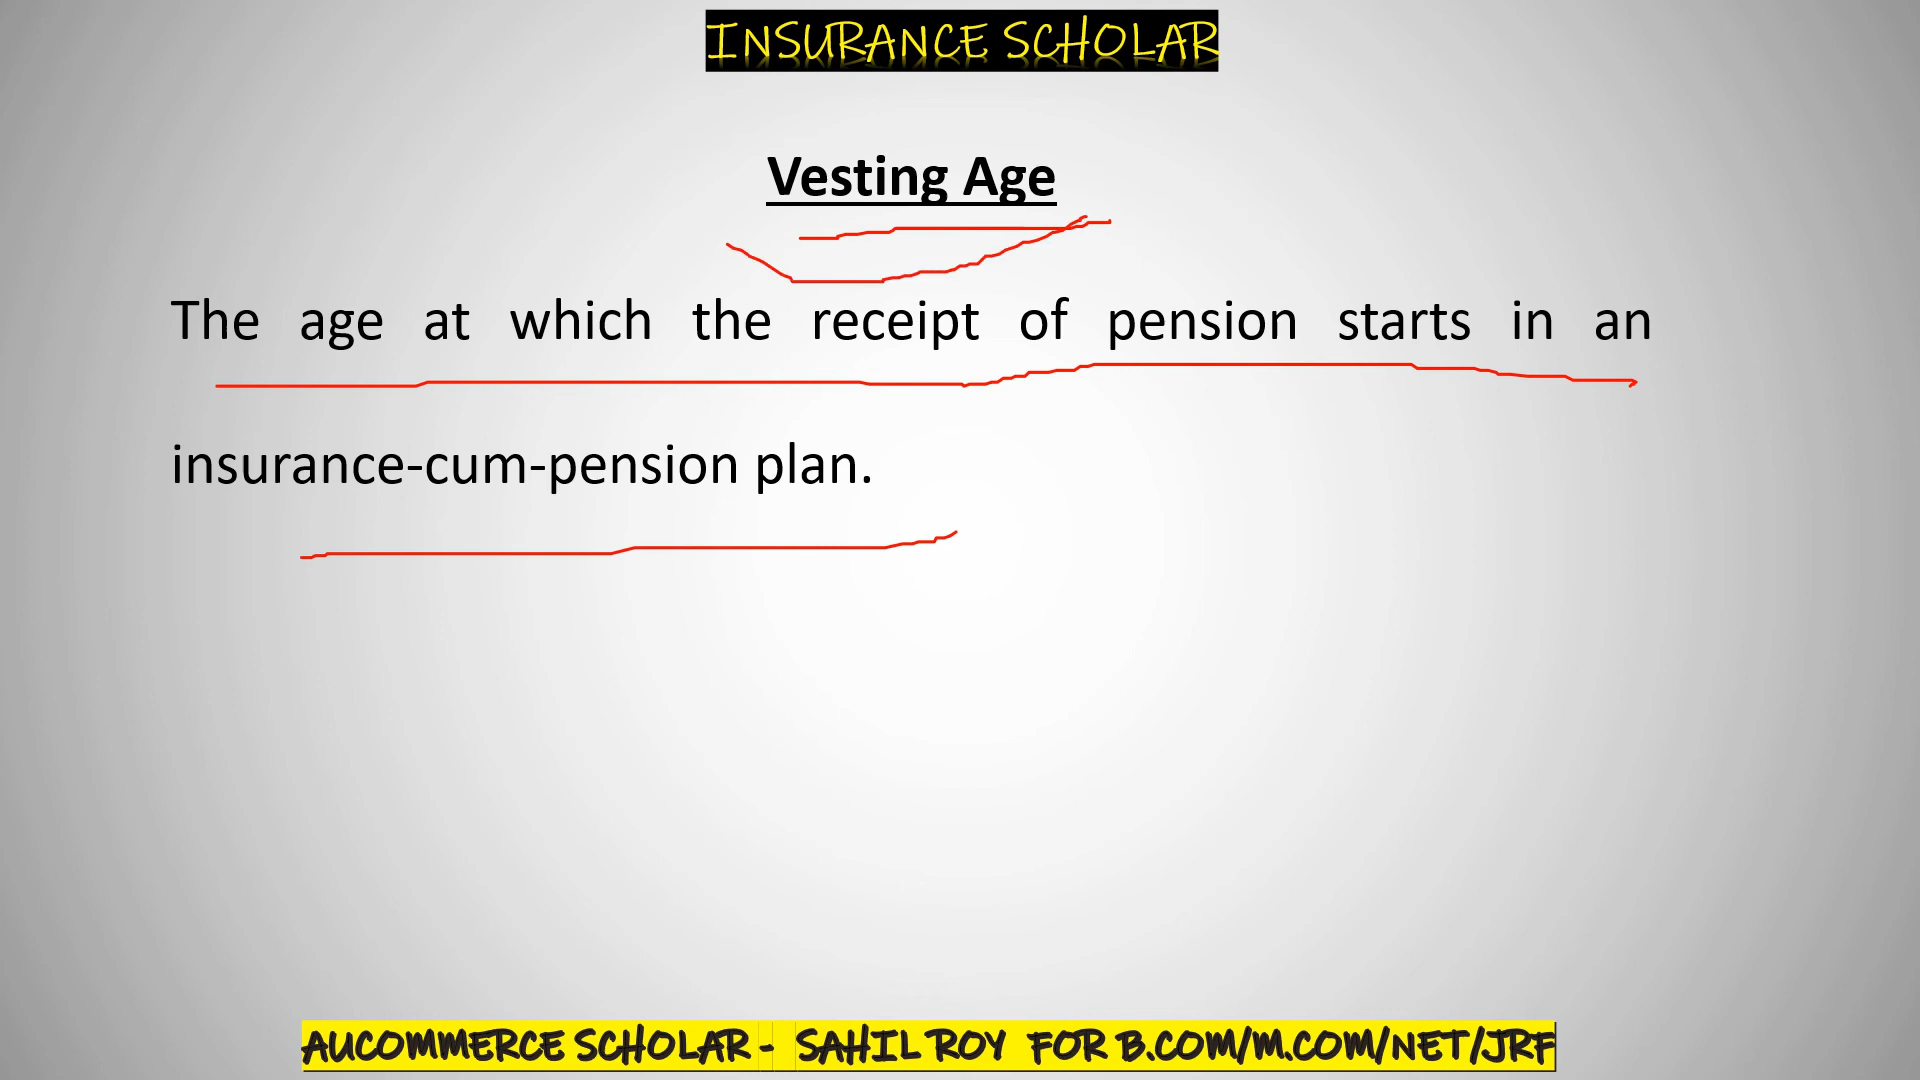 INSURANCE SCHOLAR
Vesting Age
The age at which the receipt of pension starts in an
insurance-cum-pension plan.
AUCOMMERCE SCHOLAR - SAHIL ROY FOR B.COM/M.COM/NET/JRF